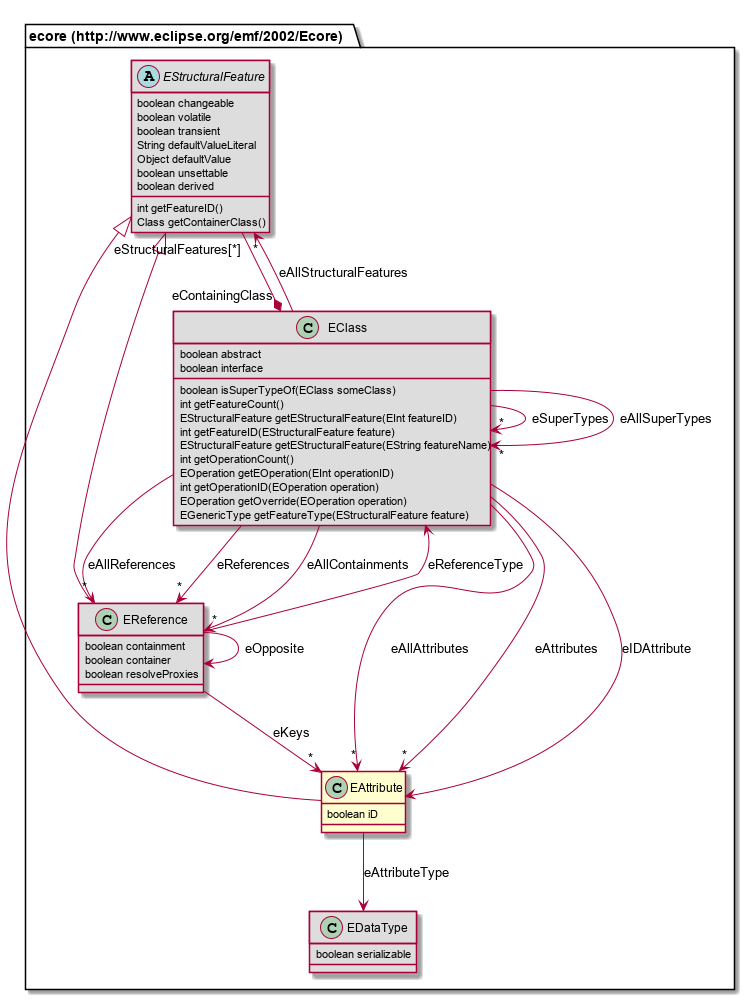 ecore (http://www.eclipse.org/emf/2002/Ecore)
A EStructuralFeature
boolean changeable
boolean volatile
boolean transient
String defaultValueLiteral
Object defaultValue
boolean unsettable
boolean derived
int getFeatureID()
Class getContainerClass()
eStructuralFeatures[*]
*
eAllStructuralFeatures
eContainingClass
C EClass
boolean abstract
boolean interface
boolean isSuperTypeOf(EClass someClass)
int getFeatureCount()
EStructuralFeature getEStructuralFeature(EInt featureID)
int getFeatureID(EStructuralFeature feature)
EStructuralFeature getEStructuralFeature(EString featureName)
int getOperationCount()
EOperation getEOperation(EInt operationID)
int getOperationID(EOperation operation)
EOperation getOverride(EOperation operation)
EGenericType getFeatureType(EStructuralFeature feature)
*
eSuperTypes
eAllSuperTypes
*
eAllReferences
eReferences
eAllContainments
eReferenceType
*
*
*
C EReference
boolean containment
boolean container
boolean resolveProxies
eOpposite
eAllAttributes
eAttributes
eIDAttribute
eKeys
*
*
*
C EAttribute
boolean iD
eAttributeType
C EDataType
boolean serializable